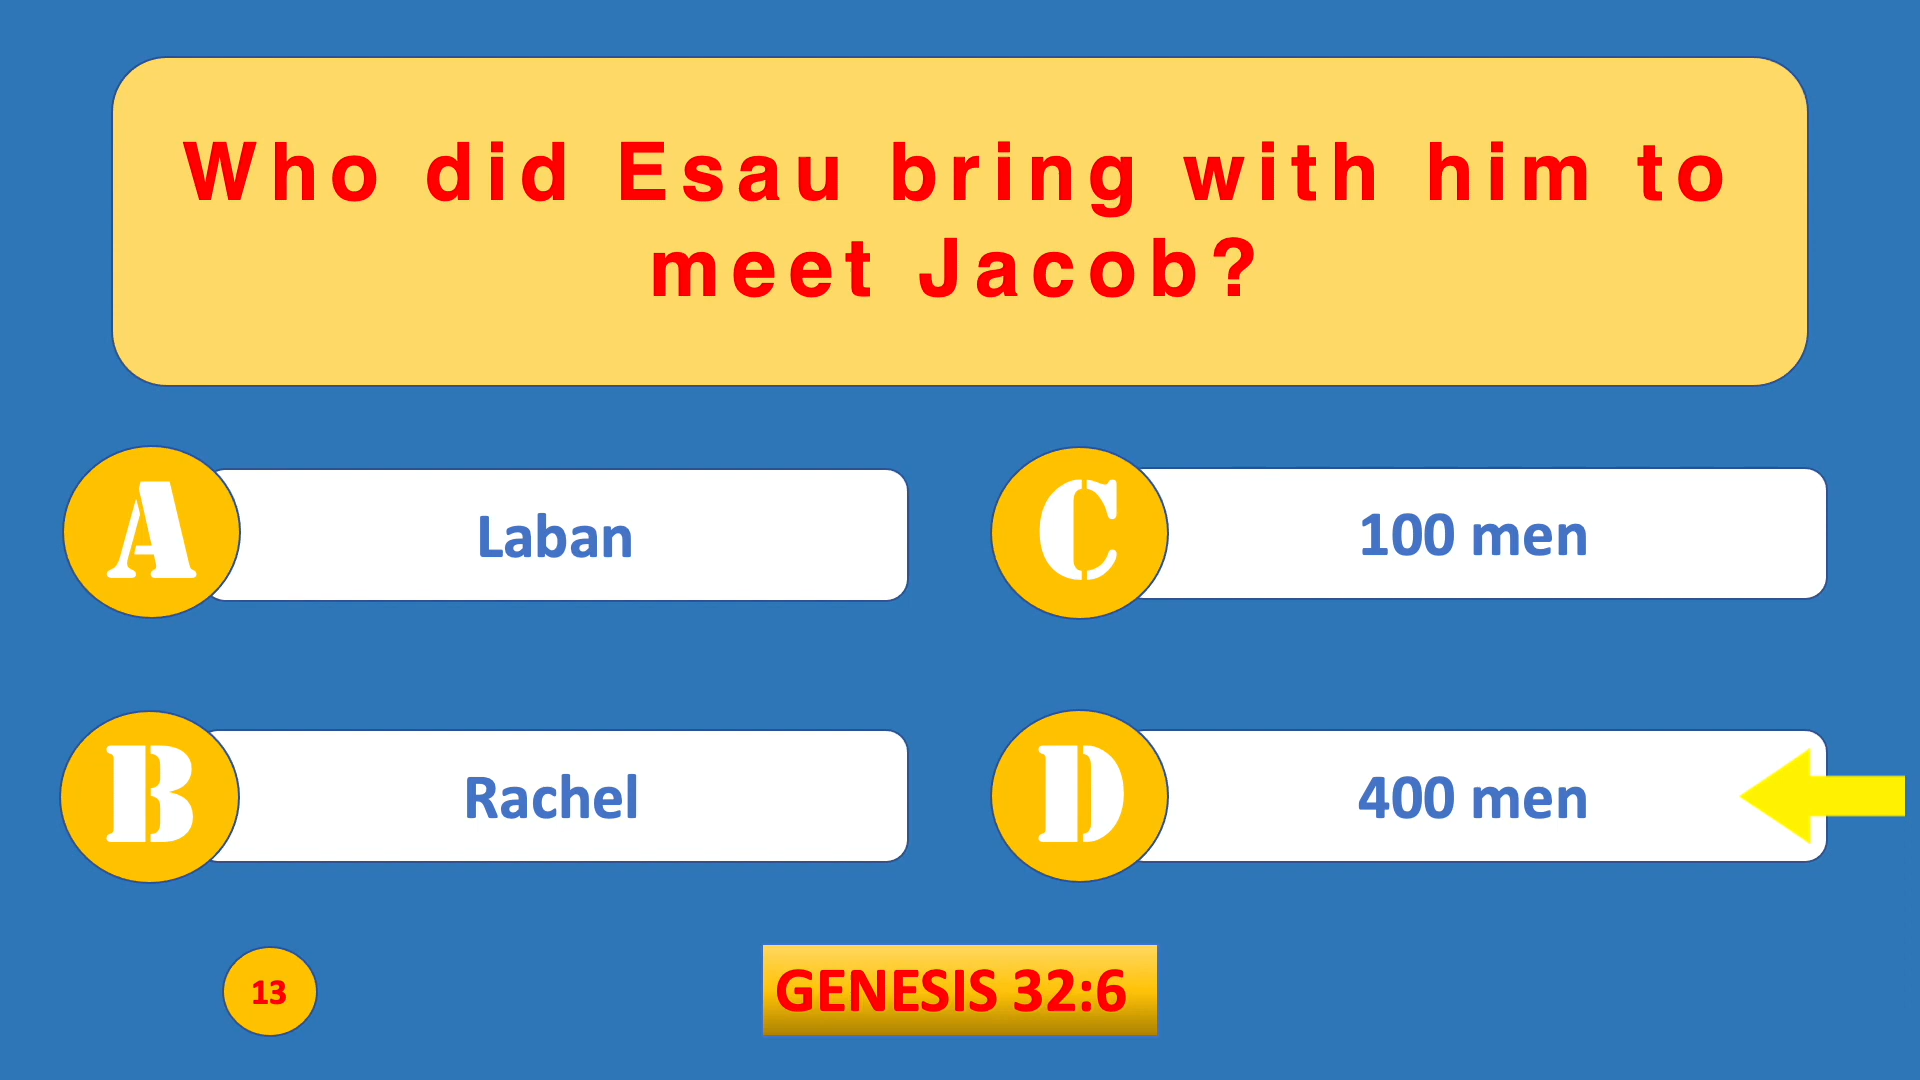 Who did Esau bring with him to
meet Jacob?
A
Laban
C
100 men
B
Rachel
D
400 men
13
GENESIS 32:6